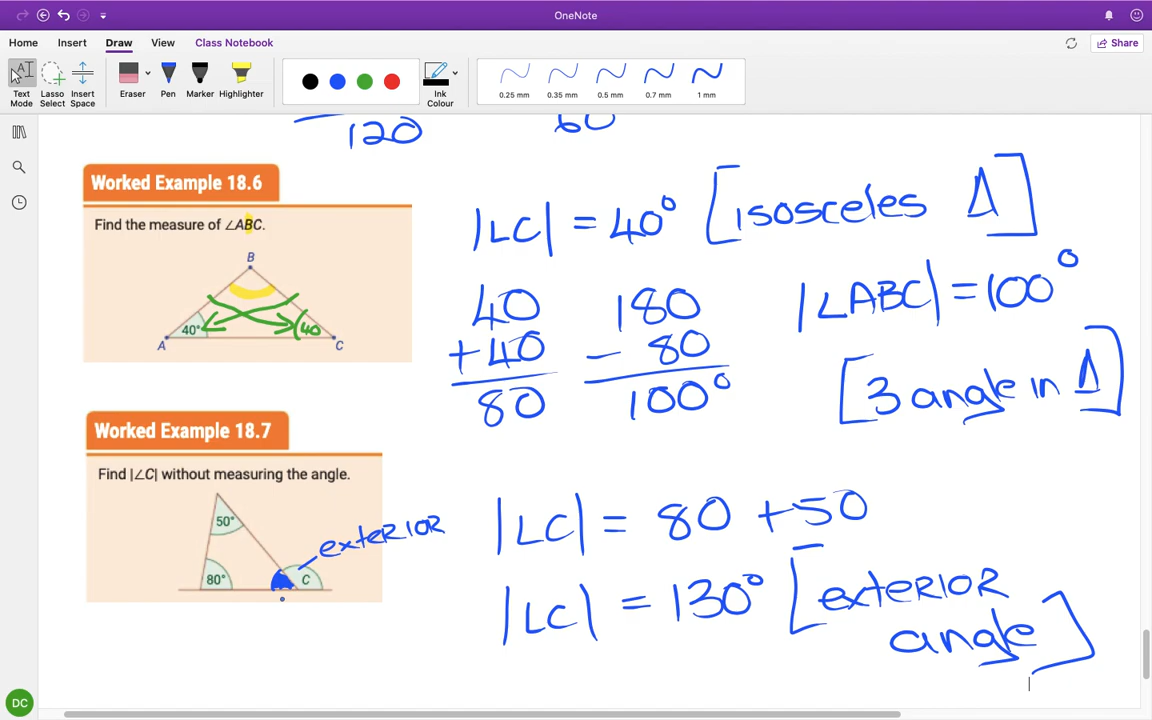 OneNote
Home Insert Draw View Class Notebook
Share
A
Text Mode
Lasso Select
Insert Space
Eraser
Pen
Marker
Highlighter
Ink Colour
0.25 mm 0.35 mm 0.5 mm 0.7 mm 1 mm
120 60
Worked Example 18.6
Find the measure of ∠ABC.
B
40° 40
A C
|∠C| = 40° [isosceles Δ]
40 180
+40 - 80
80 100°
|∠ABC| = 100°
[3 angle in Δ]
Worked Example 18.7
Find |∠C| without measuring the angle.
50°
exterior
80° C
|∠C| = 80 + 50
|∠C| = 130° [exterior
angle]
DC